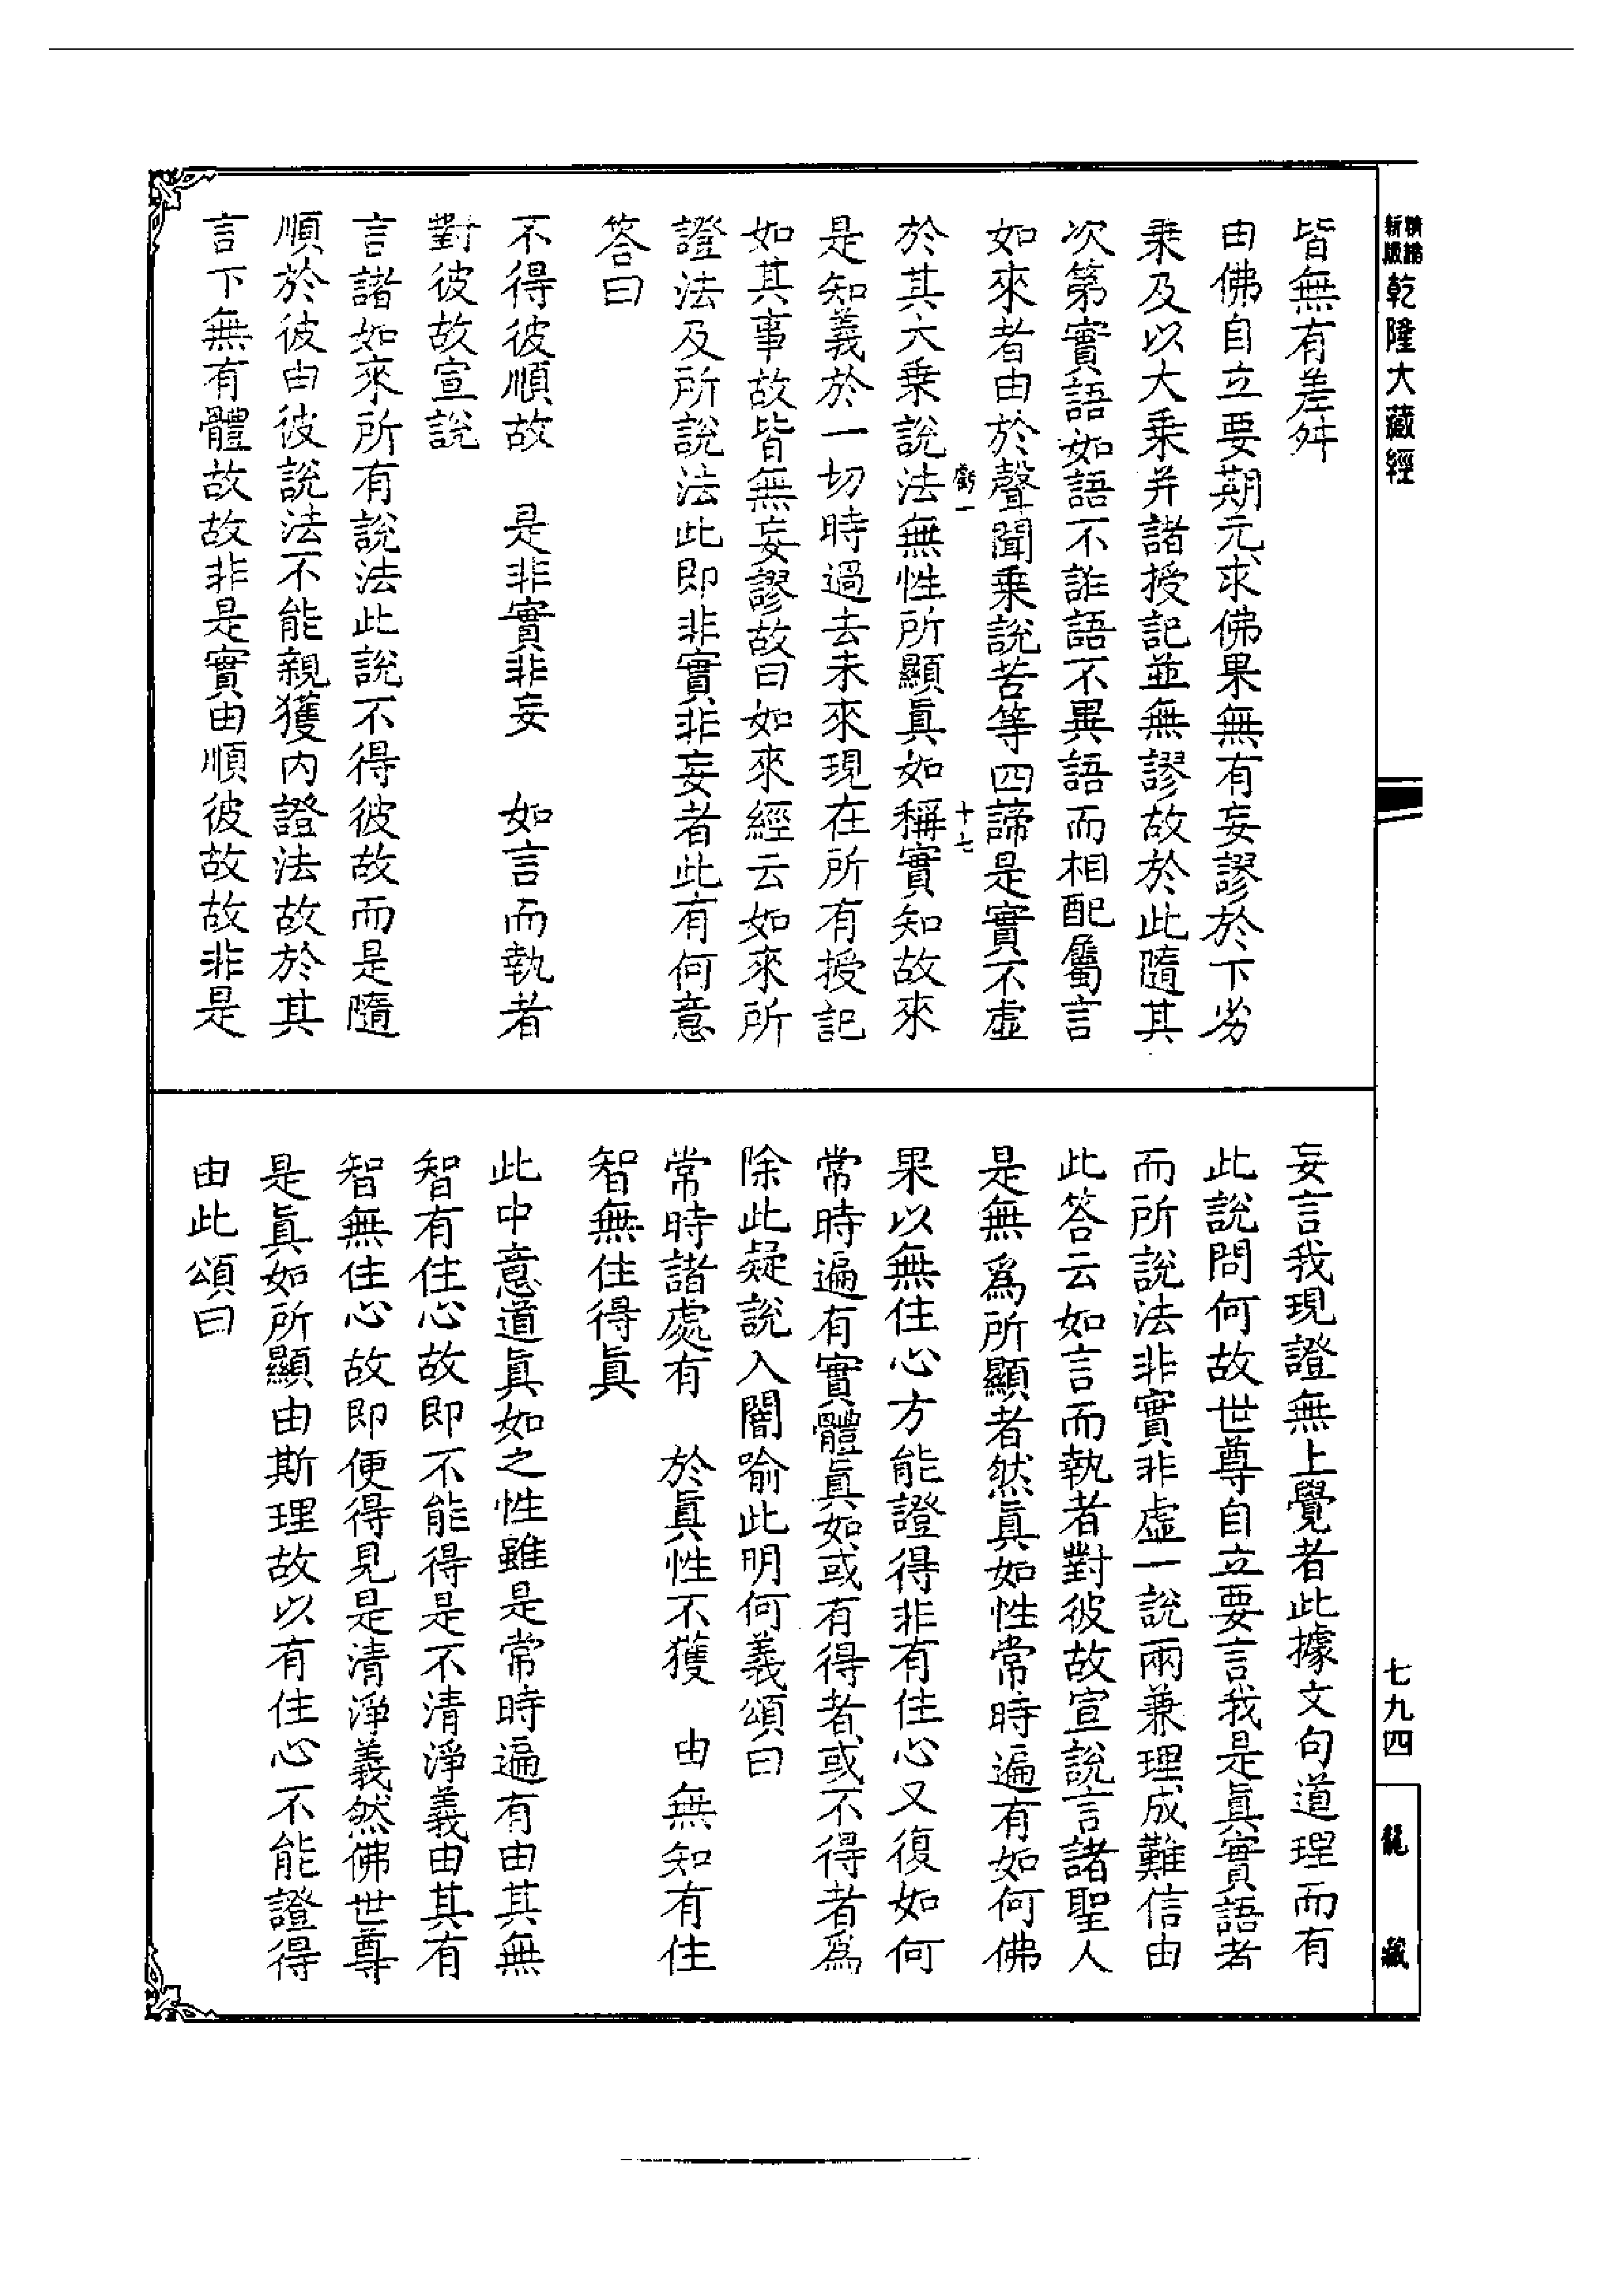 精編新版乾隆大藏經
皆無有差舛
由佛自立要期元求佛果無有妄謬於下劣
乗及以大乗并諸授記並無謬故於此隨其
次第實語如語不誑語不異語而相配屬言
如來者由於聲聞乗說苦等四諦是實不虛
虧一 十七
於其大乗說法無性所顯眞如稱實知故來
是知義於一切時過去未來現在所有授記
如其事故皆無妄謬故曰如來經云如來所
證法及所說法此即非實非妄者此有何意
答曰
不得彼順故 是非實非妄 如言而執者
對彼故宣說
言諸如來所有說法此說不得彼故而是隨
順於彼由彼說法不能親獲內證法故於其
言下無有體故故非是實由順彼故故非是
妄言我現證無上覺者此據文句道理而有
此說問何故世尊自立要言我是眞實語者
而所說法非實非虛一說兩兼理成難信由
此答云如言而執者對彼故宣說言諸聖人
是無爲所顯者然眞如性常時遍有如何佛
果以無住心方能證得非有住心又復如何
常時遍有實體眞如或有得者或不得者爲
除此疑說入闇喻此明何義頌曰
常時諸處有 於眞性不獲 由無知有住
智無住得眞
此中意道眞如之性雖是常時遍有由其無
智有住心故即不能得是不清淨義由其有
智無住心故即便得見是清淨義然佛世尊
是眞如所顯由斯理故以有住心不能證得
由此頌曰
七九四
龍藏